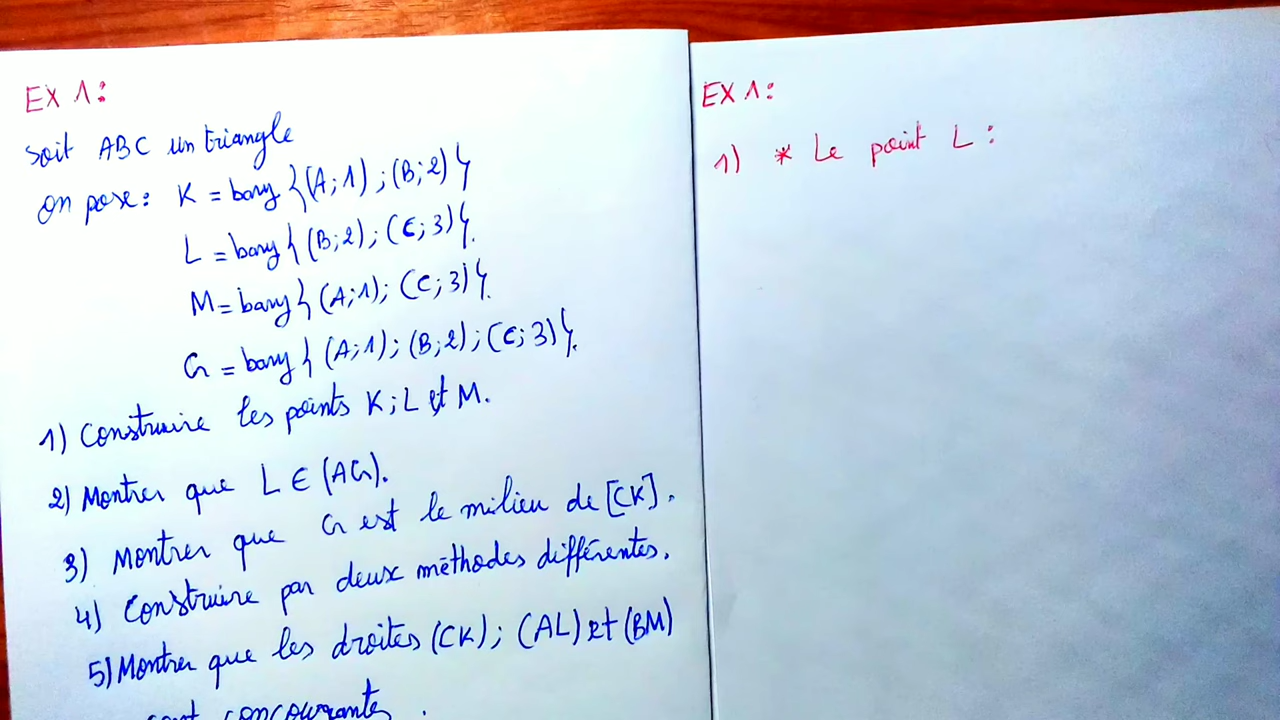 EX 1:
Soit ABC un triangle
On pose: K = bary {(A;1);(B;2)}
L = bary {(B;2);(C;3)}.
M = bary {(A;1);(C;3)}.
G = bary {(A;1);(B;2);(C;3)}.
1) Construire les points K;L et M.
2) Montrer que L ∈ (AG).
3) Montrer que G est le milieu de [CK].
4) Construire par deux méthodes différentes.
5) Montrer que les droites (CK); (AL) et (BM)
sont concourantes.
EX 1:
1) * Le point L: